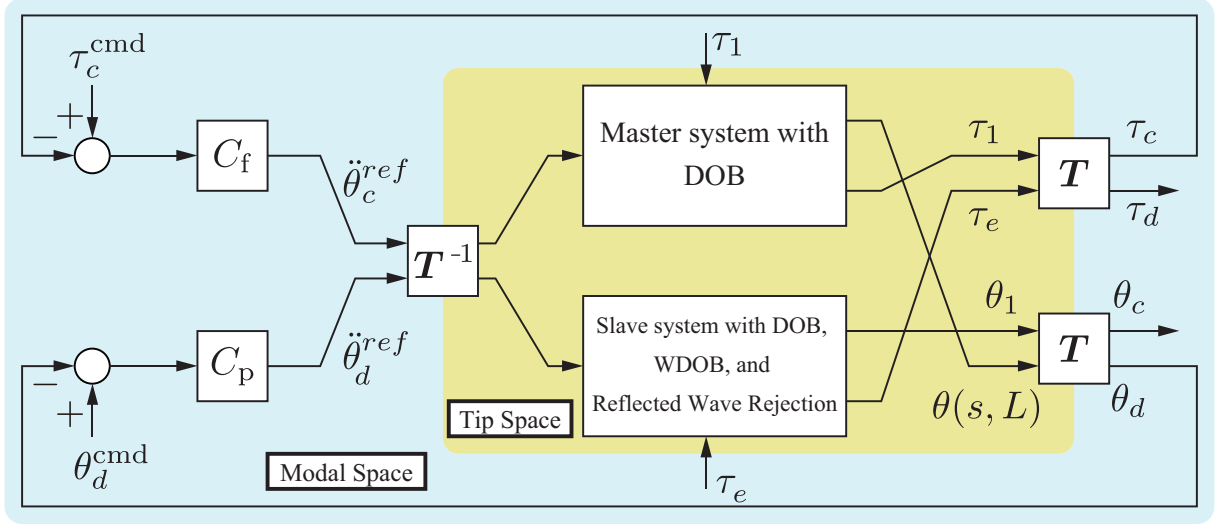 τ_c^cmd
+
−
C_f
θ̈_c^ref
T^-1
τ_1
Master system with
DOB
τ_1
τ_e
T
τ_c
τ_d
−
+
θ_d^cmd
C_p
θ̈_d^ref
Slave system with DOB,
WDOB, and
Reflected Wave Rejection
θ_1
θ(s, L)
T
θ_c
θ_d
Tip Space
Modal Space
τ_e